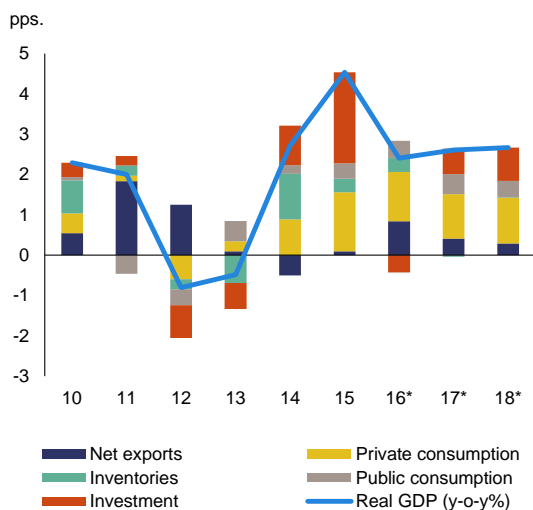 pps.
5
4
3
2
1
0
-1
-2
-3
10 11 12 13 14 15 16* 17* 18*
Net exports Private consumption
Inventories Public consumption
Investment Real GDP (y-o-y%)